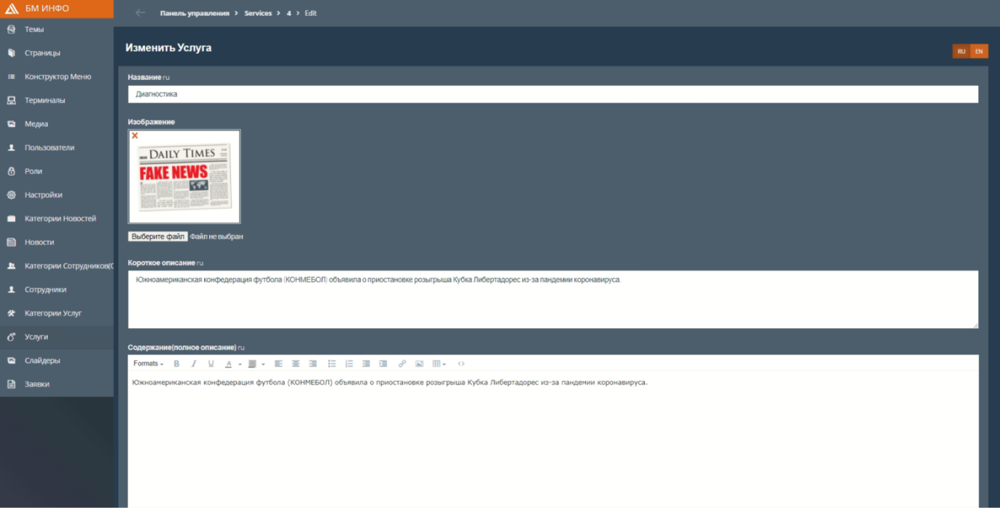 БМ ИНФО
Панель управления > Services > 4 > Edit
Темы
Страницы
Конструктор Меню
Терминалы
Медиа
Пользователи
Роли
Настройки
Категории Новостей
Новости
Категории Сотрудников(С
Сотрудники
Категории Услуг
Услуги
Слайдеры
Заявки
Изменить Услуга
RU EN
Название ru
Диагностика
Изображение
DAILY TIMES
FAKE NEWS
Выберите файл Файл не выбран
Короткое описание ru
Южноамериканская конфедерация футбола (КОНМЕБОЛ) объявила о приостановке розыгрыша Кубка Либертадорес из-за пандемии коронавируса.
Содержание(полное описание) ru
Formats B I U A
Южноамериканская конфедерация футбола (КОНМЕБОЛ) объявила о приостановке розыгрыша Кубка Либертадорес из-за пандемии коронавируса.